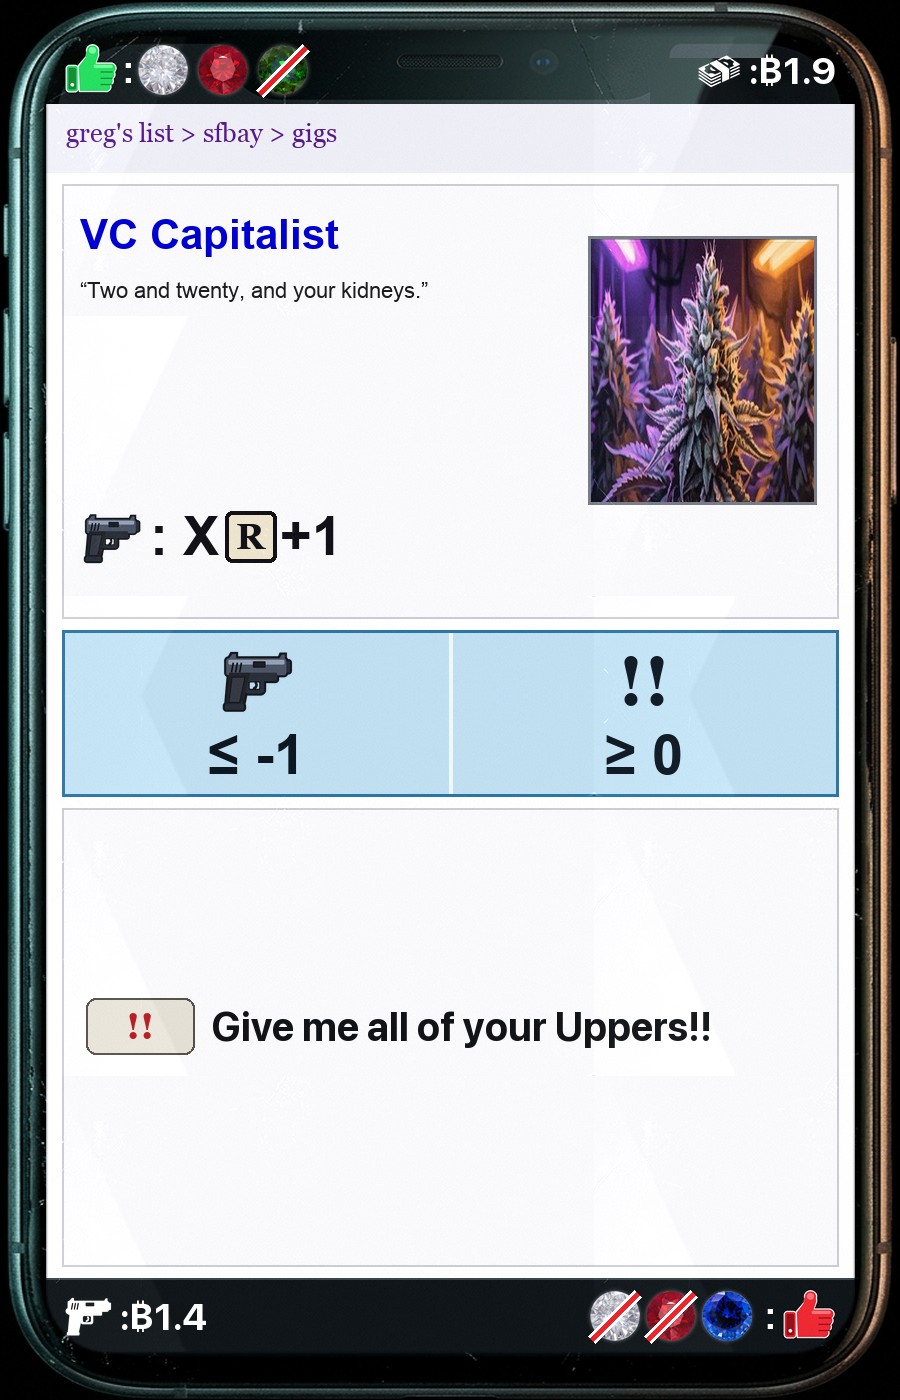 : :฿1.9
greg's list > sfbay > gigs
VC Capitalist
“Two and twenty, and your kidneys.”
: X R +1
≤ -1
!!
≥ 0
!! Give me all of your Uppers!!
:฿1.4 :